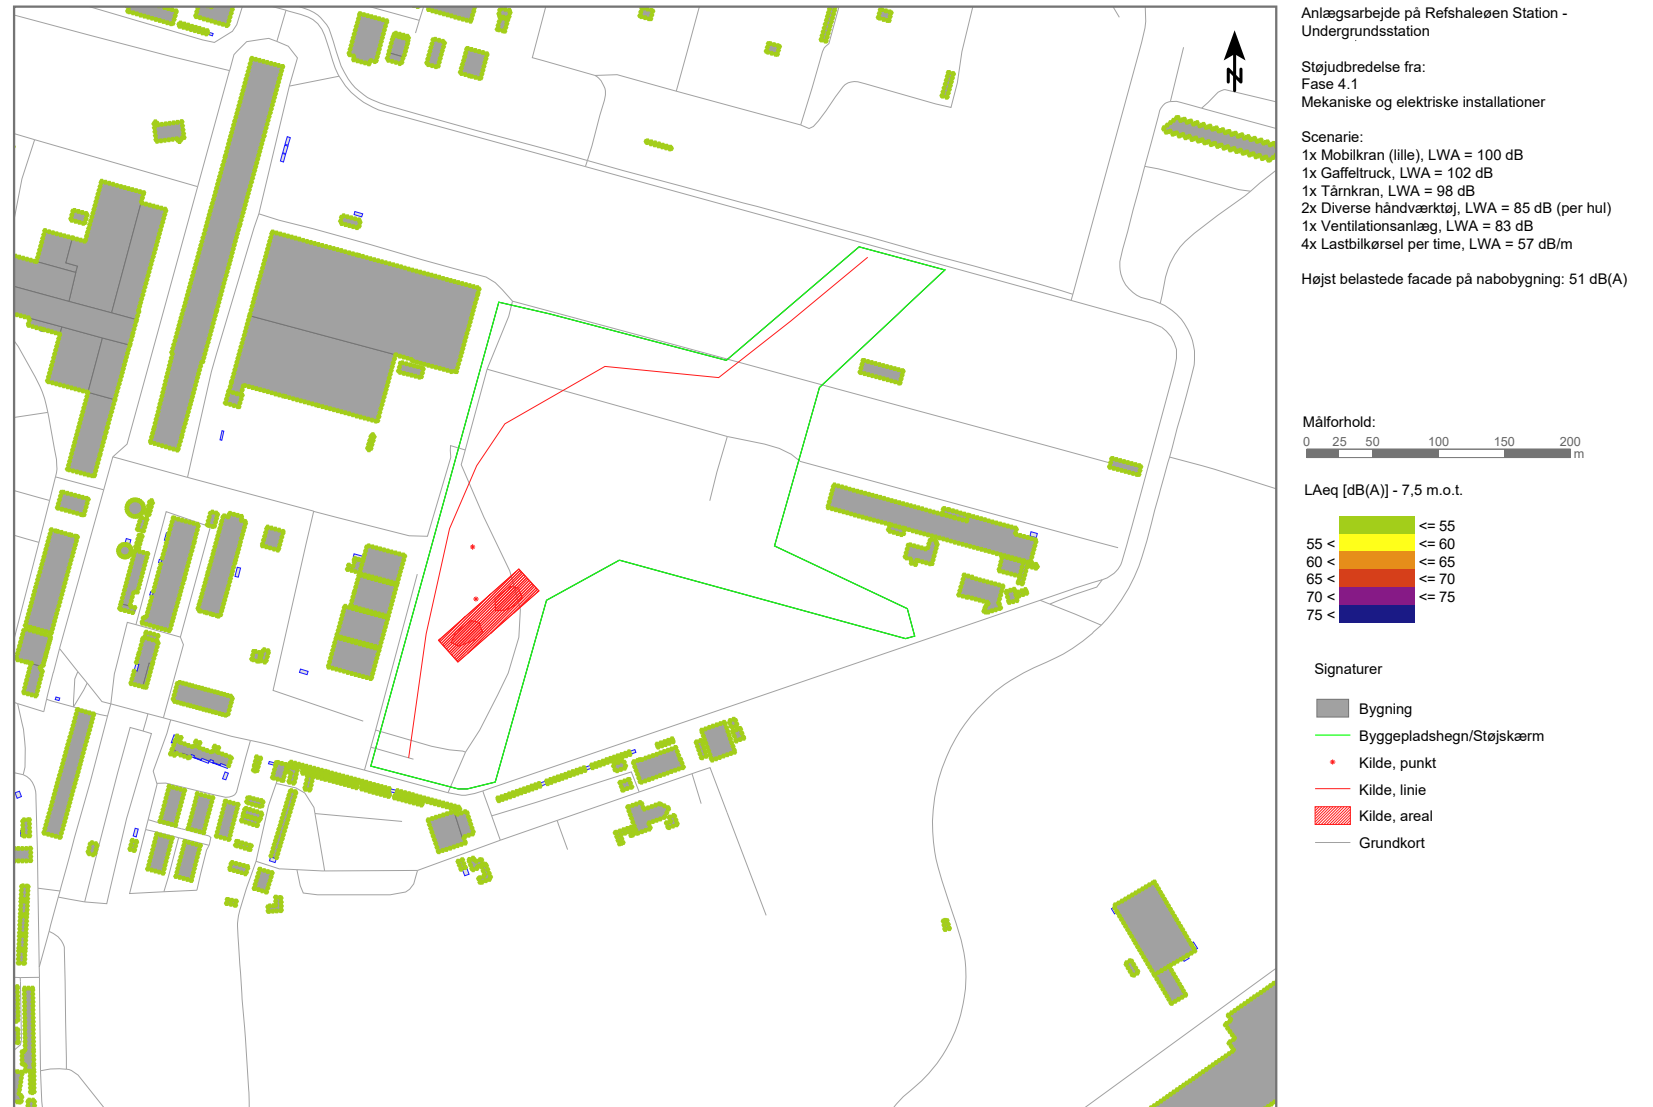 Anlægsarbejde på Refshaleøen Station -
Undergrundsstation
Støjudbredelse fra:
Fase 4.1
Mekaniske og elektriske installationer
Scenarie:
1x Mobilkran (lille), LWA = 100 dB
1x Gaffeltruck, LWA = 102 dB
1x Tårnkran, LWA = 98 dB
2x Diverse håndværktøj, LWA = 85 dB (per hul)
1x Ventilationsanlæg, LWA = 83 dB
4x Lastbilkørsel per time, LWA = 57 dB/m
Højst belastede facade på nabobygning: 51 dB(A)
N
Målforhold:
0 25 50 100 150 200
m
LAeq [dB(A)] - 7,5 m.o.t.
<= 55
55 < <= 60
60 < <= 65
65 < <= 70
70 < <= 75
75 <
Signaturer
Bygning
Byggepladshegn/Støjskærm
Kilde, punkt
Kilde, linie
Kilde, areal
Grundkort